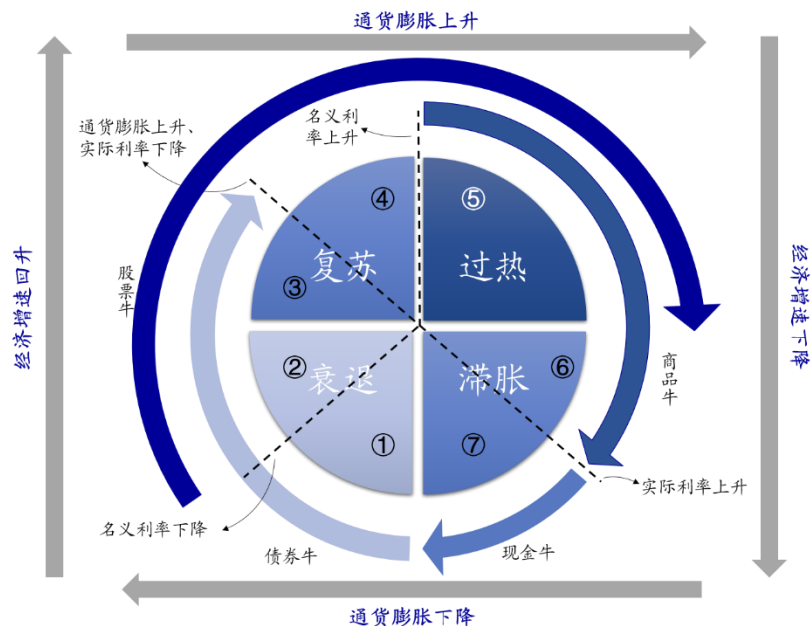 通货膨胀上升
名义利
率上升
通货膨胀上升、
实际利率下降
④
⑤
复苏
过热
③
股票牛
经济增速回升
经济增速下降
②
衰退
滞胀
⑥
商品牛
①
⑦
实际利率上升
名义利率下降
债券牛
现金牛
通货膨胀下降